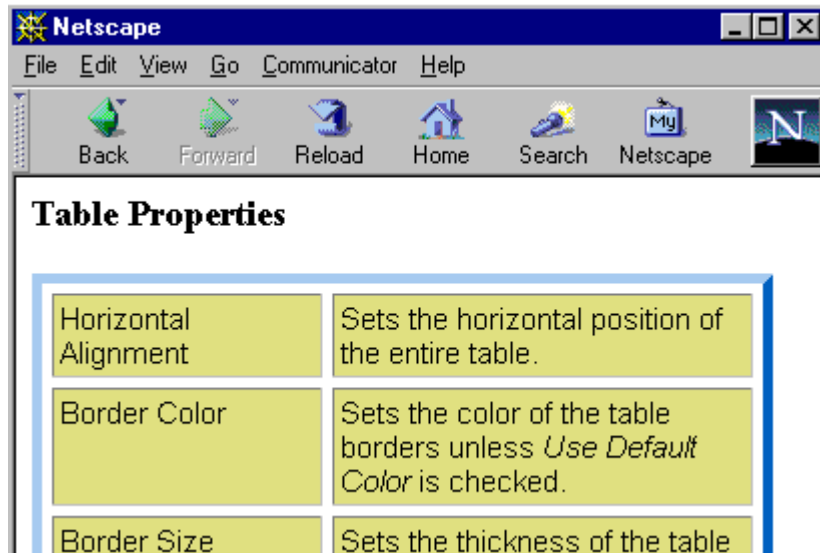 Netscape
File Edit View Go Communicator Help
Back Forward Reload Home Search My Netscape N
Table Properties
Horizontal
Alignment
Sets the horizontal position of
the entire table.
Border Color
Sets the color of the table
borders unless Use Default
Color is checked.
Border Size
Sets the thickness of the table